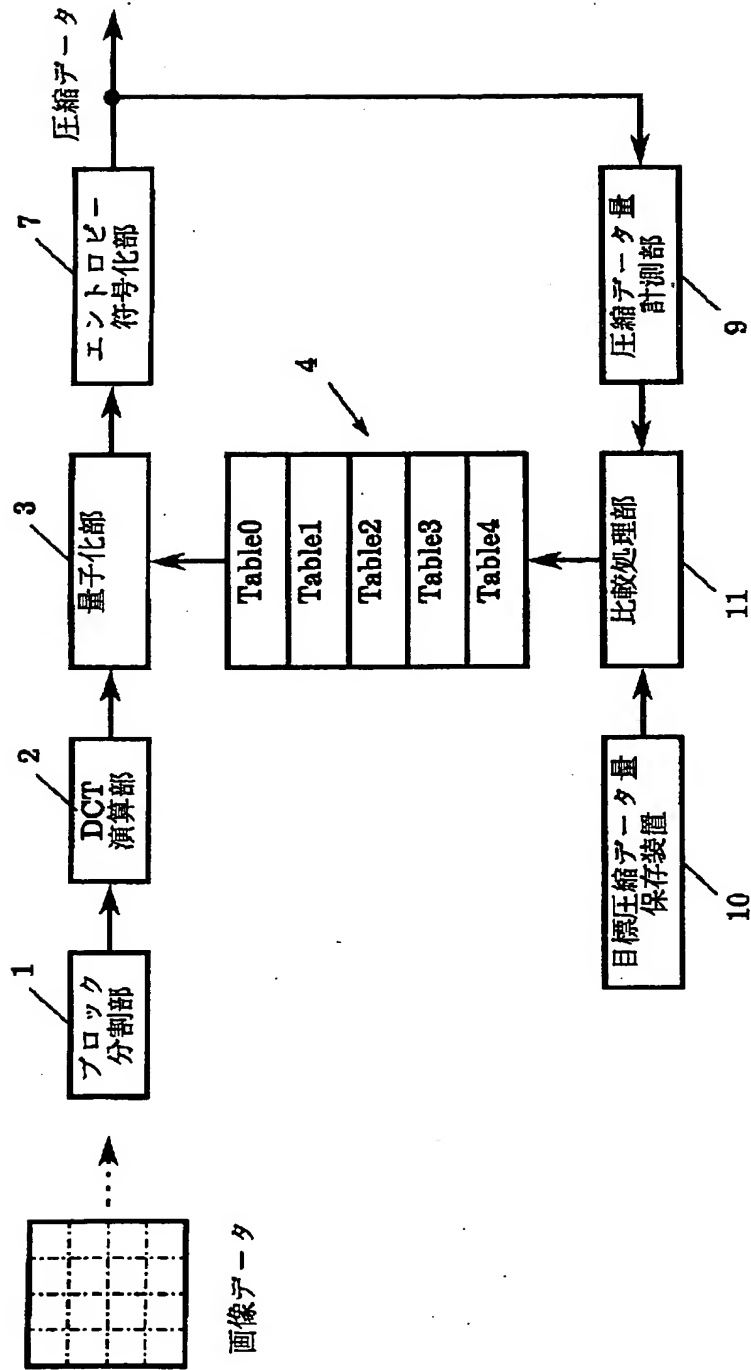 画像データ
1
ブロック
分割部
2
DCT
演算部
3
量子化部
7
エントロピー
符号化部
圧縮データ
4
Table0
Table1
Table2
Table3
Table4
目標圧縮データ量
保存装置
10
比較処理部
11
圧縮データ量
計測部
9